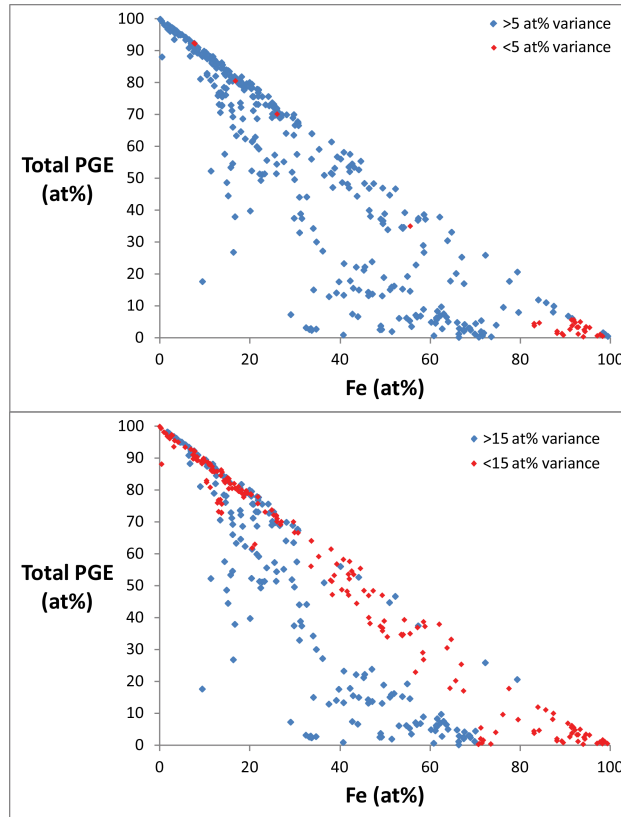 >5 at% variance
<5 at% variance
100
90
80
70
60
50
40
30
20
10
0
Total PGE
(at%)
0 20 40 60 80 100
Fe (at%)
>15 at% variance
<15 at% variance
100
90
80
70
60
50
40
30
20
10
0
Total PGE
(at%)
0 20 40 60 80 100
Fe (at%)